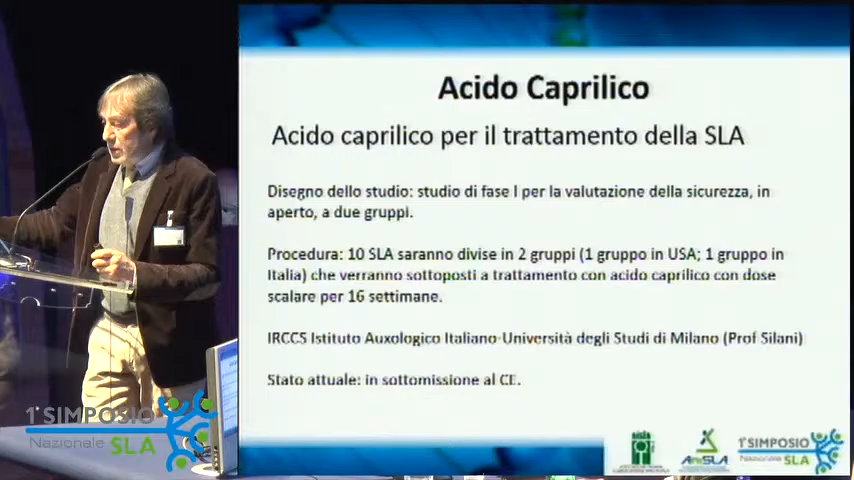 Acido Caprilico
Acido caprilico per il trattamento della SLA
Disegno dello studio: studio di fase I per la valutazione della sicurezza, in
aperto, a due gruppi.
Procedura: 10 SLA saranno divise in 2 gruppi (1 gruppo in USA; 1 gruppo in
Italia) che verranno sottoposti a trattamento con acido caprilico con dose
scalare per 16 settimane.
IRCCS Istituto Auxologico Italiano-Università degli Studi di Milano (Prof Silani)
Stato attuale: in sottomissione al CE.
1° SIMPOSIO
Nazionale SLA
aisla
AriSLA
1° SIMPOSIO
Nazionale SLA